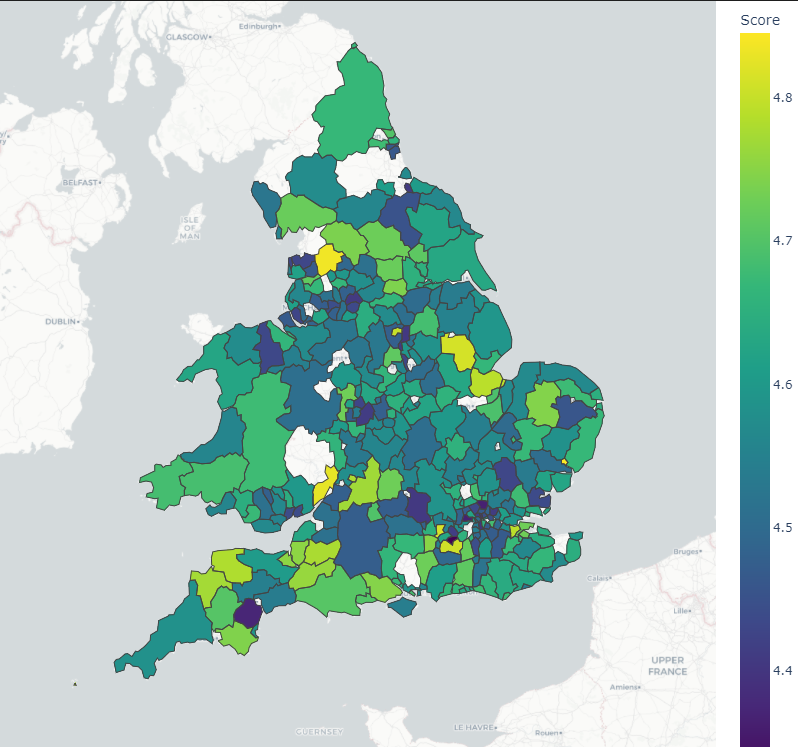 Score
Edinburgh
GLASGOW
4.8
BELFAST
ISLE
OF
MAN
4.7
DUBLIN
4.6
4.5
Bruges
Calais
Lille
UPPER
FRANCE
4.4
Amiens
LE HAVRE
GUERNSEY
Rouen